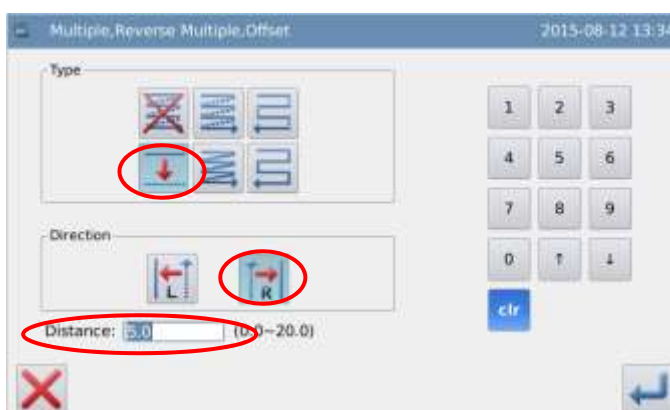 Multiple,Reverse Multiple,Offset 2015-08-12 13:34
Type
Direction
L R
Distance: 5.0 (0.0~20.0)
1 2 3
4 5 6
7 8 9
0 ↑ ↓
clr